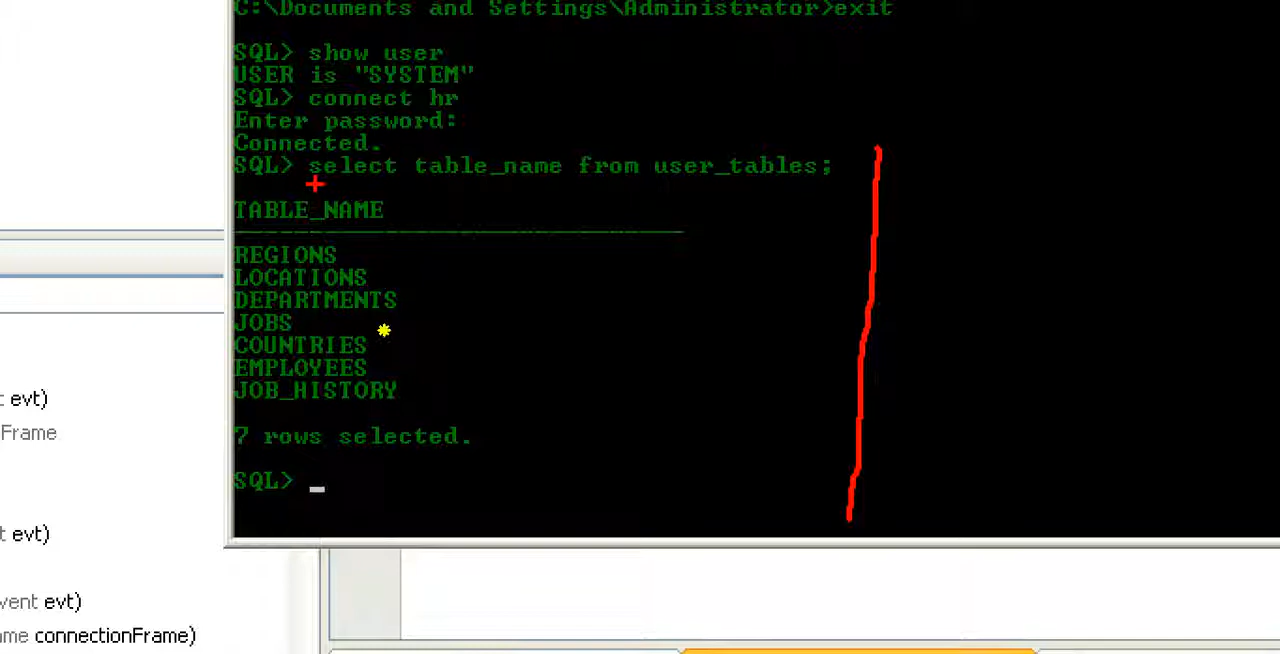 C:\Documents and Settings\Administrator>exit
SQL> show user
USER is "SYSTEM"
SQL> connect hr
Enter password:
Connected.
SQL> select table_name from user_tables;
TABLE_NAME
------------------------------
REGIONS
LOCATIONS
DEPARTMENTS
JOBS
COUNTRIES
EMPLOYEES
JOB_HISTORY
7 rows selected.
SQL> _
evt)
Frame
evt)
evt)
connectionFrame)